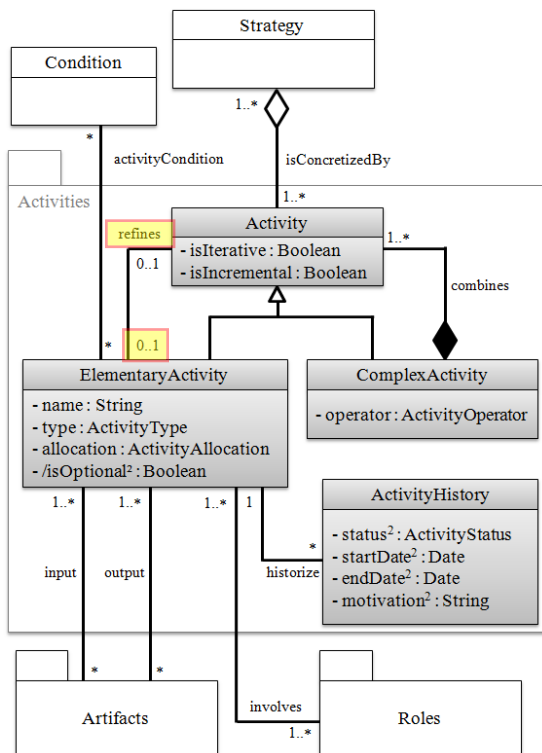 Strategy
Condition
1..*
*
activityCondition
isConcretizedBy
1..*
Activities
Activity
refines
- isIterative : Boolean
- isIncremental : Boolean
1..*
0..1
combines
*
0..1
ElementaryActivity
- name : String
- type : ActivityType
- allocation : ActivityAllocation
- /isOptional² : Boolean
ComplexActivity
- operator : ActivityOperator
1..*
1..*
1..*
1
ActivityHistory
- status² : ActivityStatus
- startDate² : Date
- endDate² : Date
- motivation² : String
*
input
output
historize
*
*
involves
1..*
Artifacts
Roles